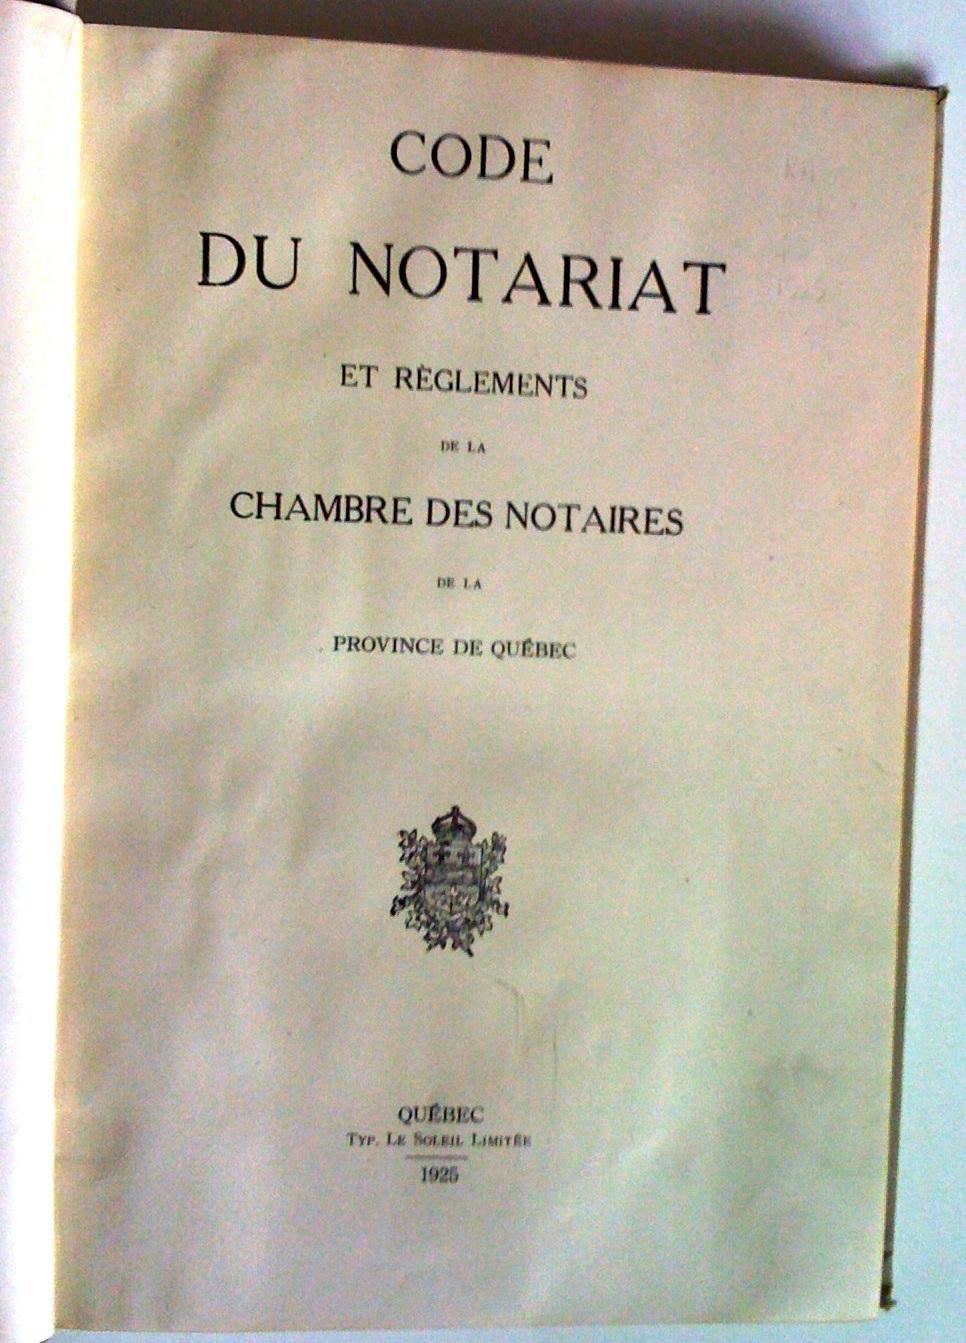 CODE
DU NOTARIAT
ET RÈGLEMENTS
DE LA
CHAMBRE DES NOTAIRES
DE LA
PROVINCE DE QUÉBEC
QUÉBEC
TYP. LE SOLEIL LIMITÉE
1925